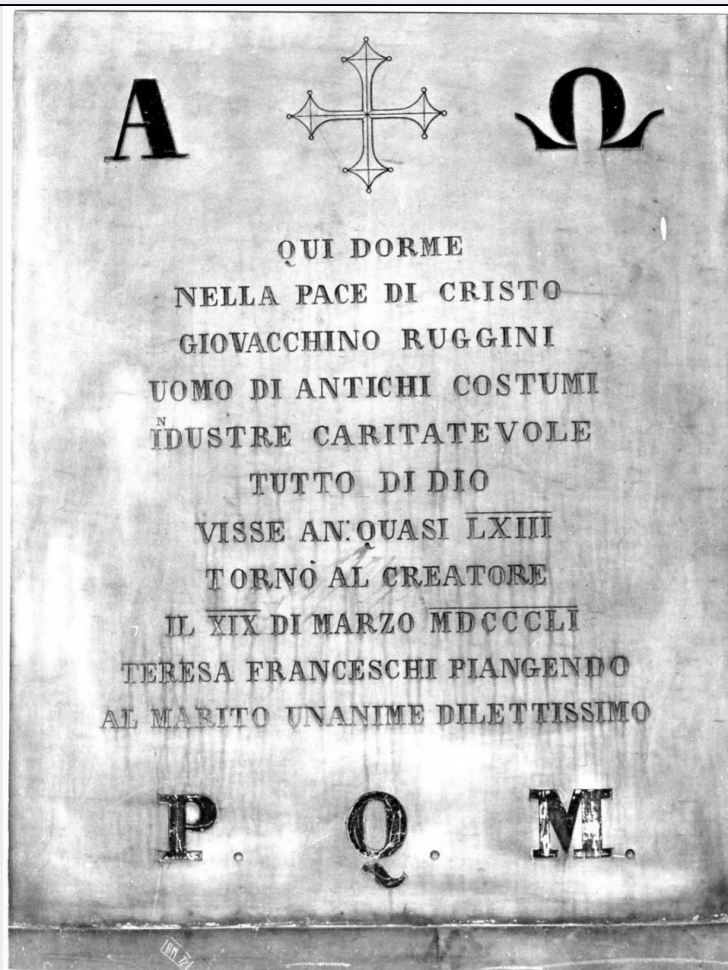 A Ω
QUI DORME
NELLA PACE DI CRISTO
GIOVACCHINO RUGGINI
UOMO DI ANTICHI COSTUMI
INDUSTRE CARITATEVOLE
TUTTO DI DIO
VISSE AN: QUASI LXIII
TORNÒ AL CREATORE
IL XIX DI MARZO MDCCCLI
TERESA FRANCESCHI PIANGENDO
AL MARITO UNANIME DILETTISSIMO
P. Q. M.